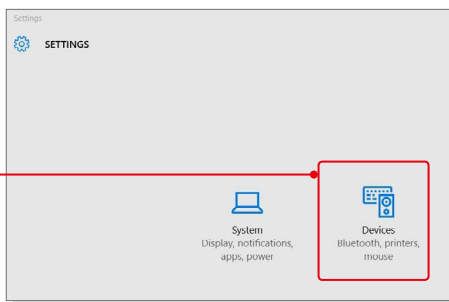 Settings
SETTINGS
System
Display, notifications,
apps, power
Devices
Bluetooth, printers,
mouse